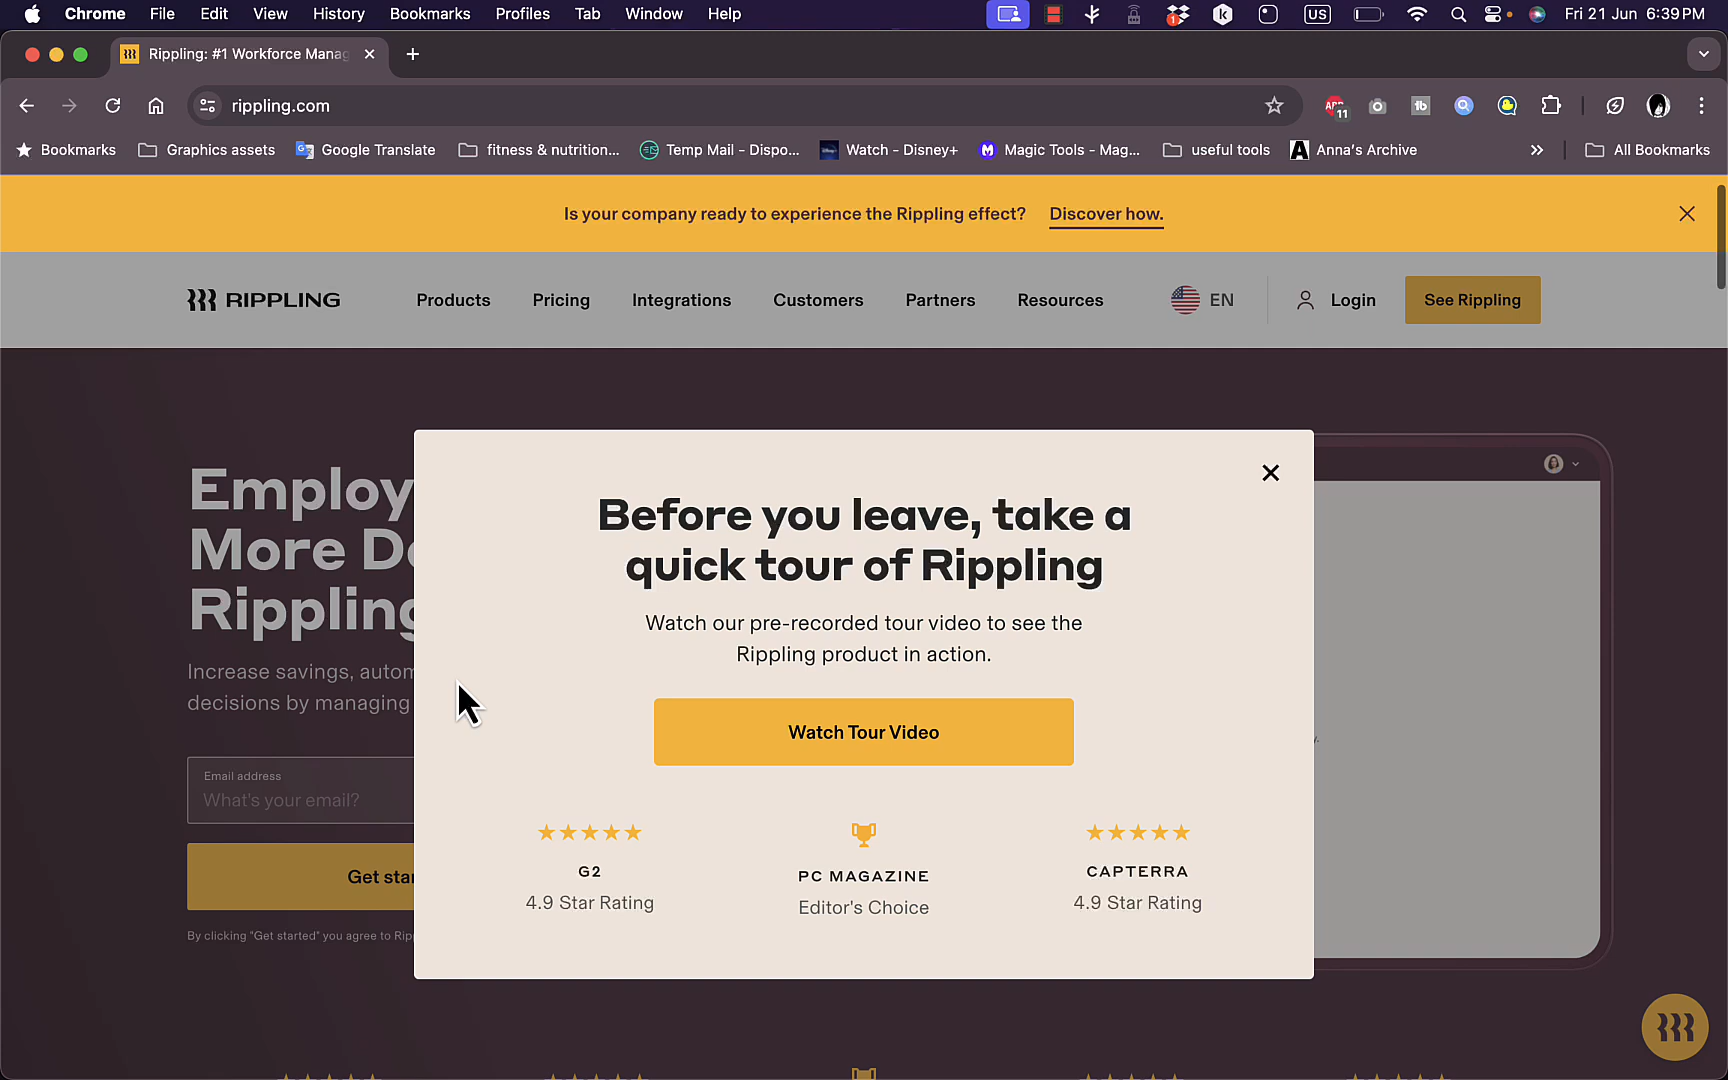 Chrome File Edit View History Bookmarks Profiles Tab Window Help US Fri 21 Jun 6:39 PM
Rippling: #1 Workforce Manag
rippling.com
11
Bookmarks Graphics assets Google Translate fitness & nutrition... Temp Mail - Dispo... Watch - Disney+ Magic Tools - Mag... useful tools Anna's Archive All Bookmarks
Is your company ready to experience the Rippling effect? Discover how.
RIPPLING Products Pricing Integrations Customers Partners Resources EN Login See Rippling
Before you leave, take a
quick tour of Rippling
Watch our pre-recorded tour video to see the
Rippling product in action.
Watch Tour Video
G2
4.9 Star Rating
PC MAGAZINE
Editor's Choice
CAPTERRA
4.9 Star Rating
Employ
More D
Rippling
Increase savings, autom
decisions by managing
Email address
What's your email?
Get star
By clicking "Get started" you agree to Ripp